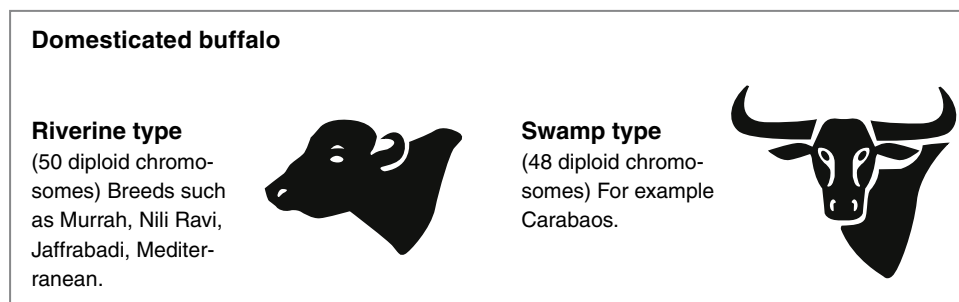 Domesticated buffalo
Riverine type
(50 diploid chromo-
somes) Breeds such
as Murrah, Nili Ravi,
Jaffrabadi, Mediter-
ranean.
Swamp type
(48 diploid chromo-
somes) For example
Carabaos.